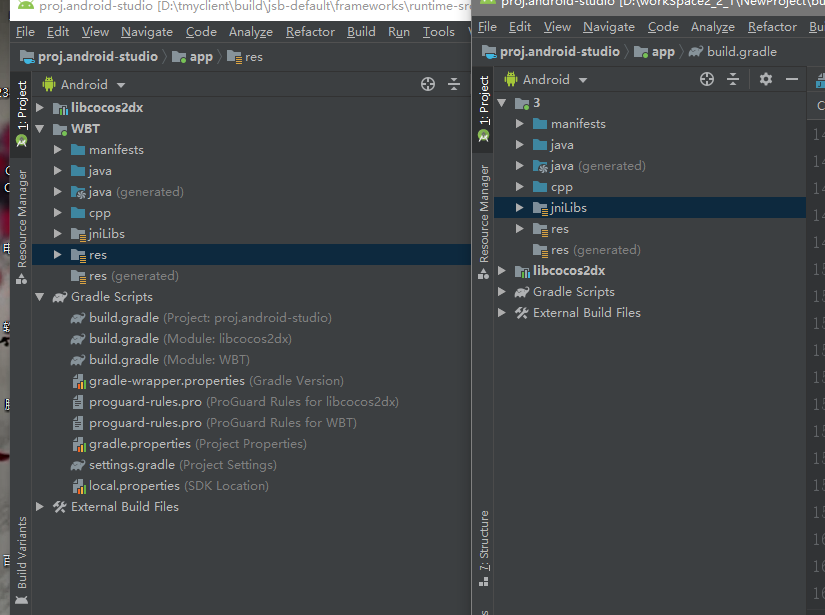 proj.android-studio [D:\tmyclient\build\jsb-default\frameworks\runtime-src
File Edit View Navigate Code Analyze Refactor Build Run Tools
proj.android-studio app res
Android
1: Project
Resource Manager
Build Variants
libcocos2dx
WBT
manifests
java
java (generated)
cpp
jniLibs
res
res (generated)
Gradle Scripts
build.gradle (Project: proj.android-studio)
build.gradle (Module: libcocos2dx)
build.gradle (Module: WBT)
gradle-wrapper.properties (Gradle Version)
proguard-rules.pro (ProGuard Rules for libcocos2dx)
proguard-rules.pro (ProGuard Rules for WBT)
gradle.properties (Project Properties)
settings.gradle (Project Settings)
local.properties (SDK Location)
External Build Files
proj.android-studio [D:\workSpace2_2_1\NewProject\bu
File Edit View Navigate Code Analyze Refactor Bu
proj.android-studio app build.gradle
Android
1: Project
Resource Manager
7: Structure
3
manifests
java
java (generated)
cpp
jniLibs
res
res (generated)
libcocos2dx
Gradle Scripts
External Build Files